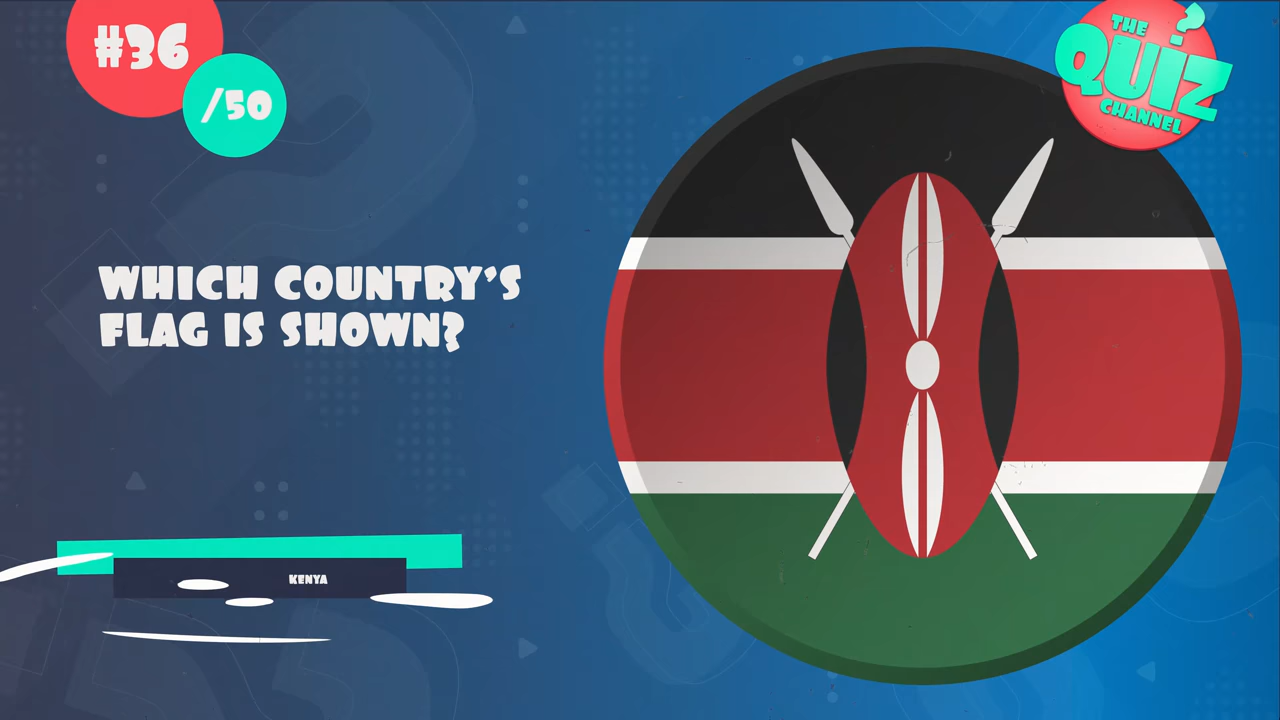 #36
/50
THE
QUIZ
CHANNEL
WHICH COUNTRY'S
FLAG IS SHOWN?
KENYA